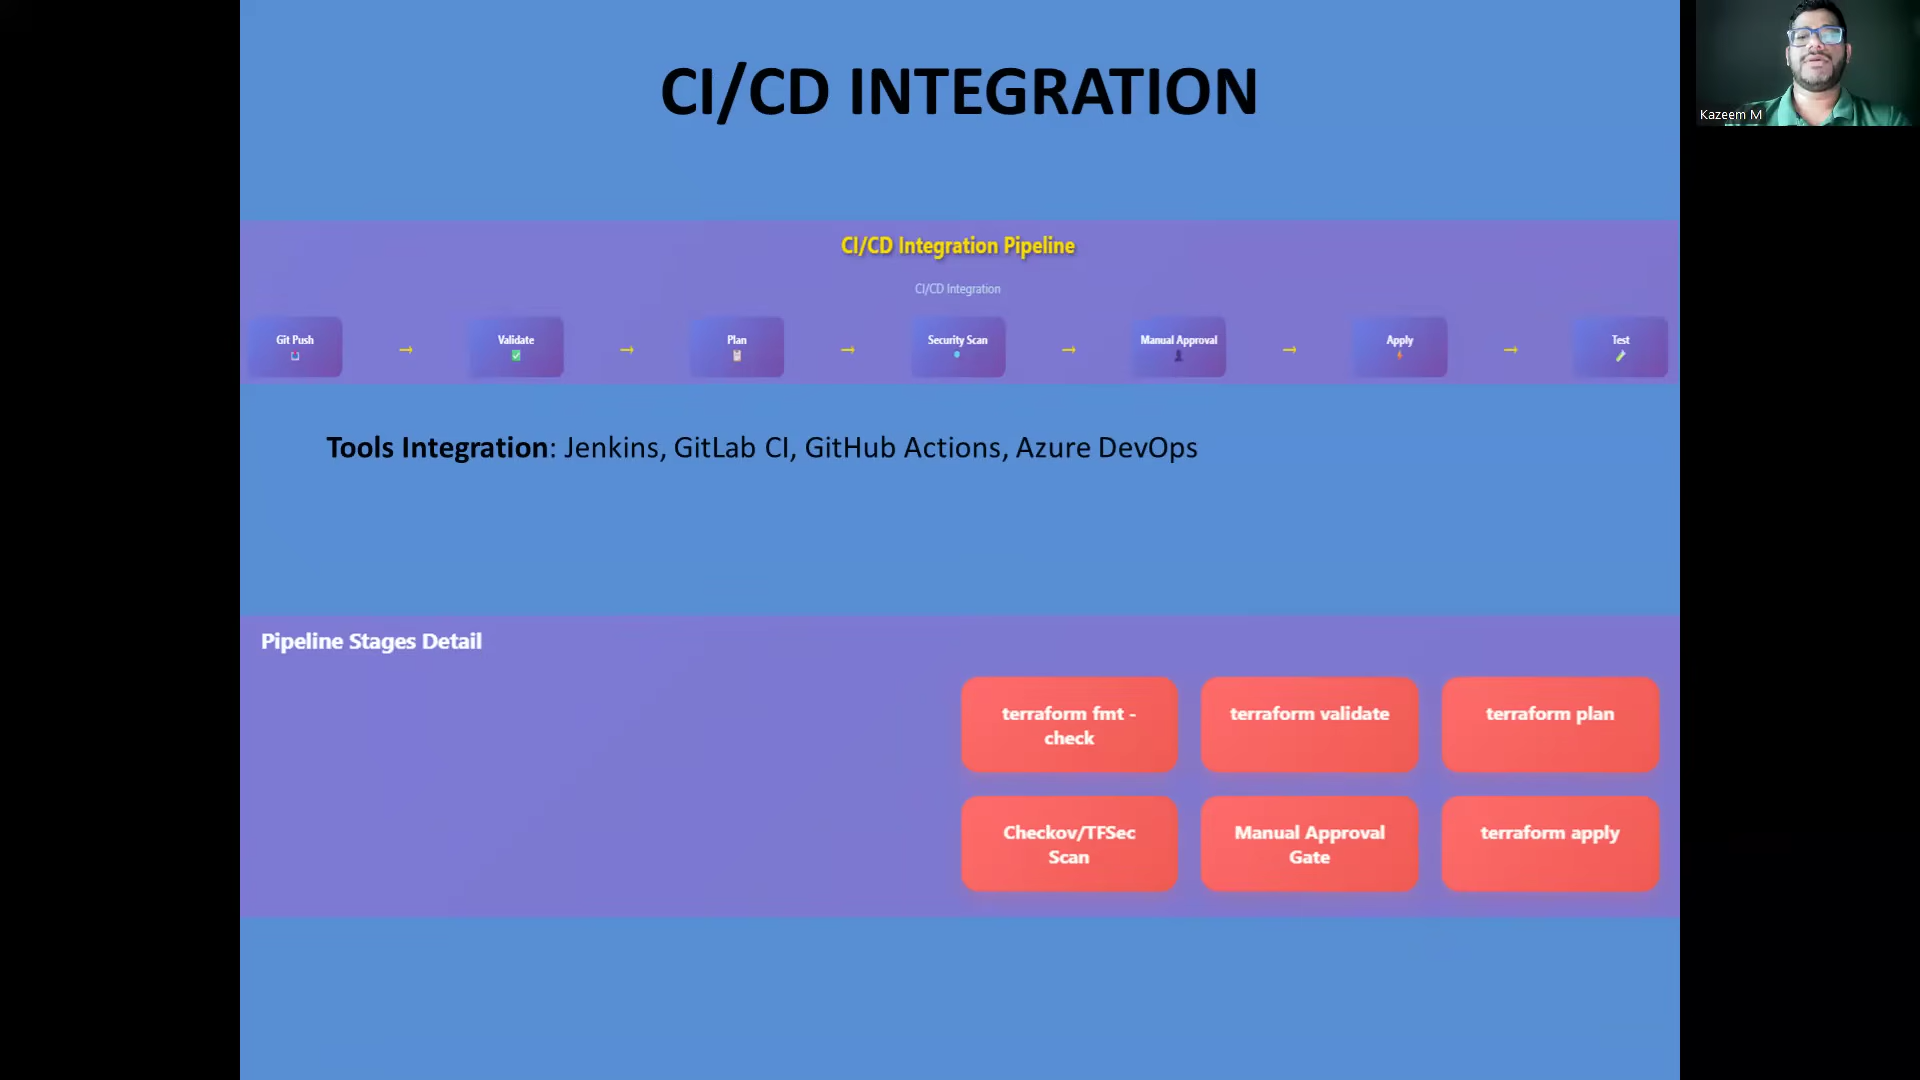 CI/CD INTEGRATION
Kazeem M
CI/CD Integration Pipeline
CI/CD Integration
Git Push → Validate → Plan → Security Scan → Manual Approval → Apply → Test
Tools Integration: Jenkins, GitLab CI, GitHub Actions, Azure DevOps
Pipeline Stages Detail
terraform fmt -
check
terraform validate
terraform plan
Checkov/TFSec
Scan
Manual Approval
Gate
terraform apply